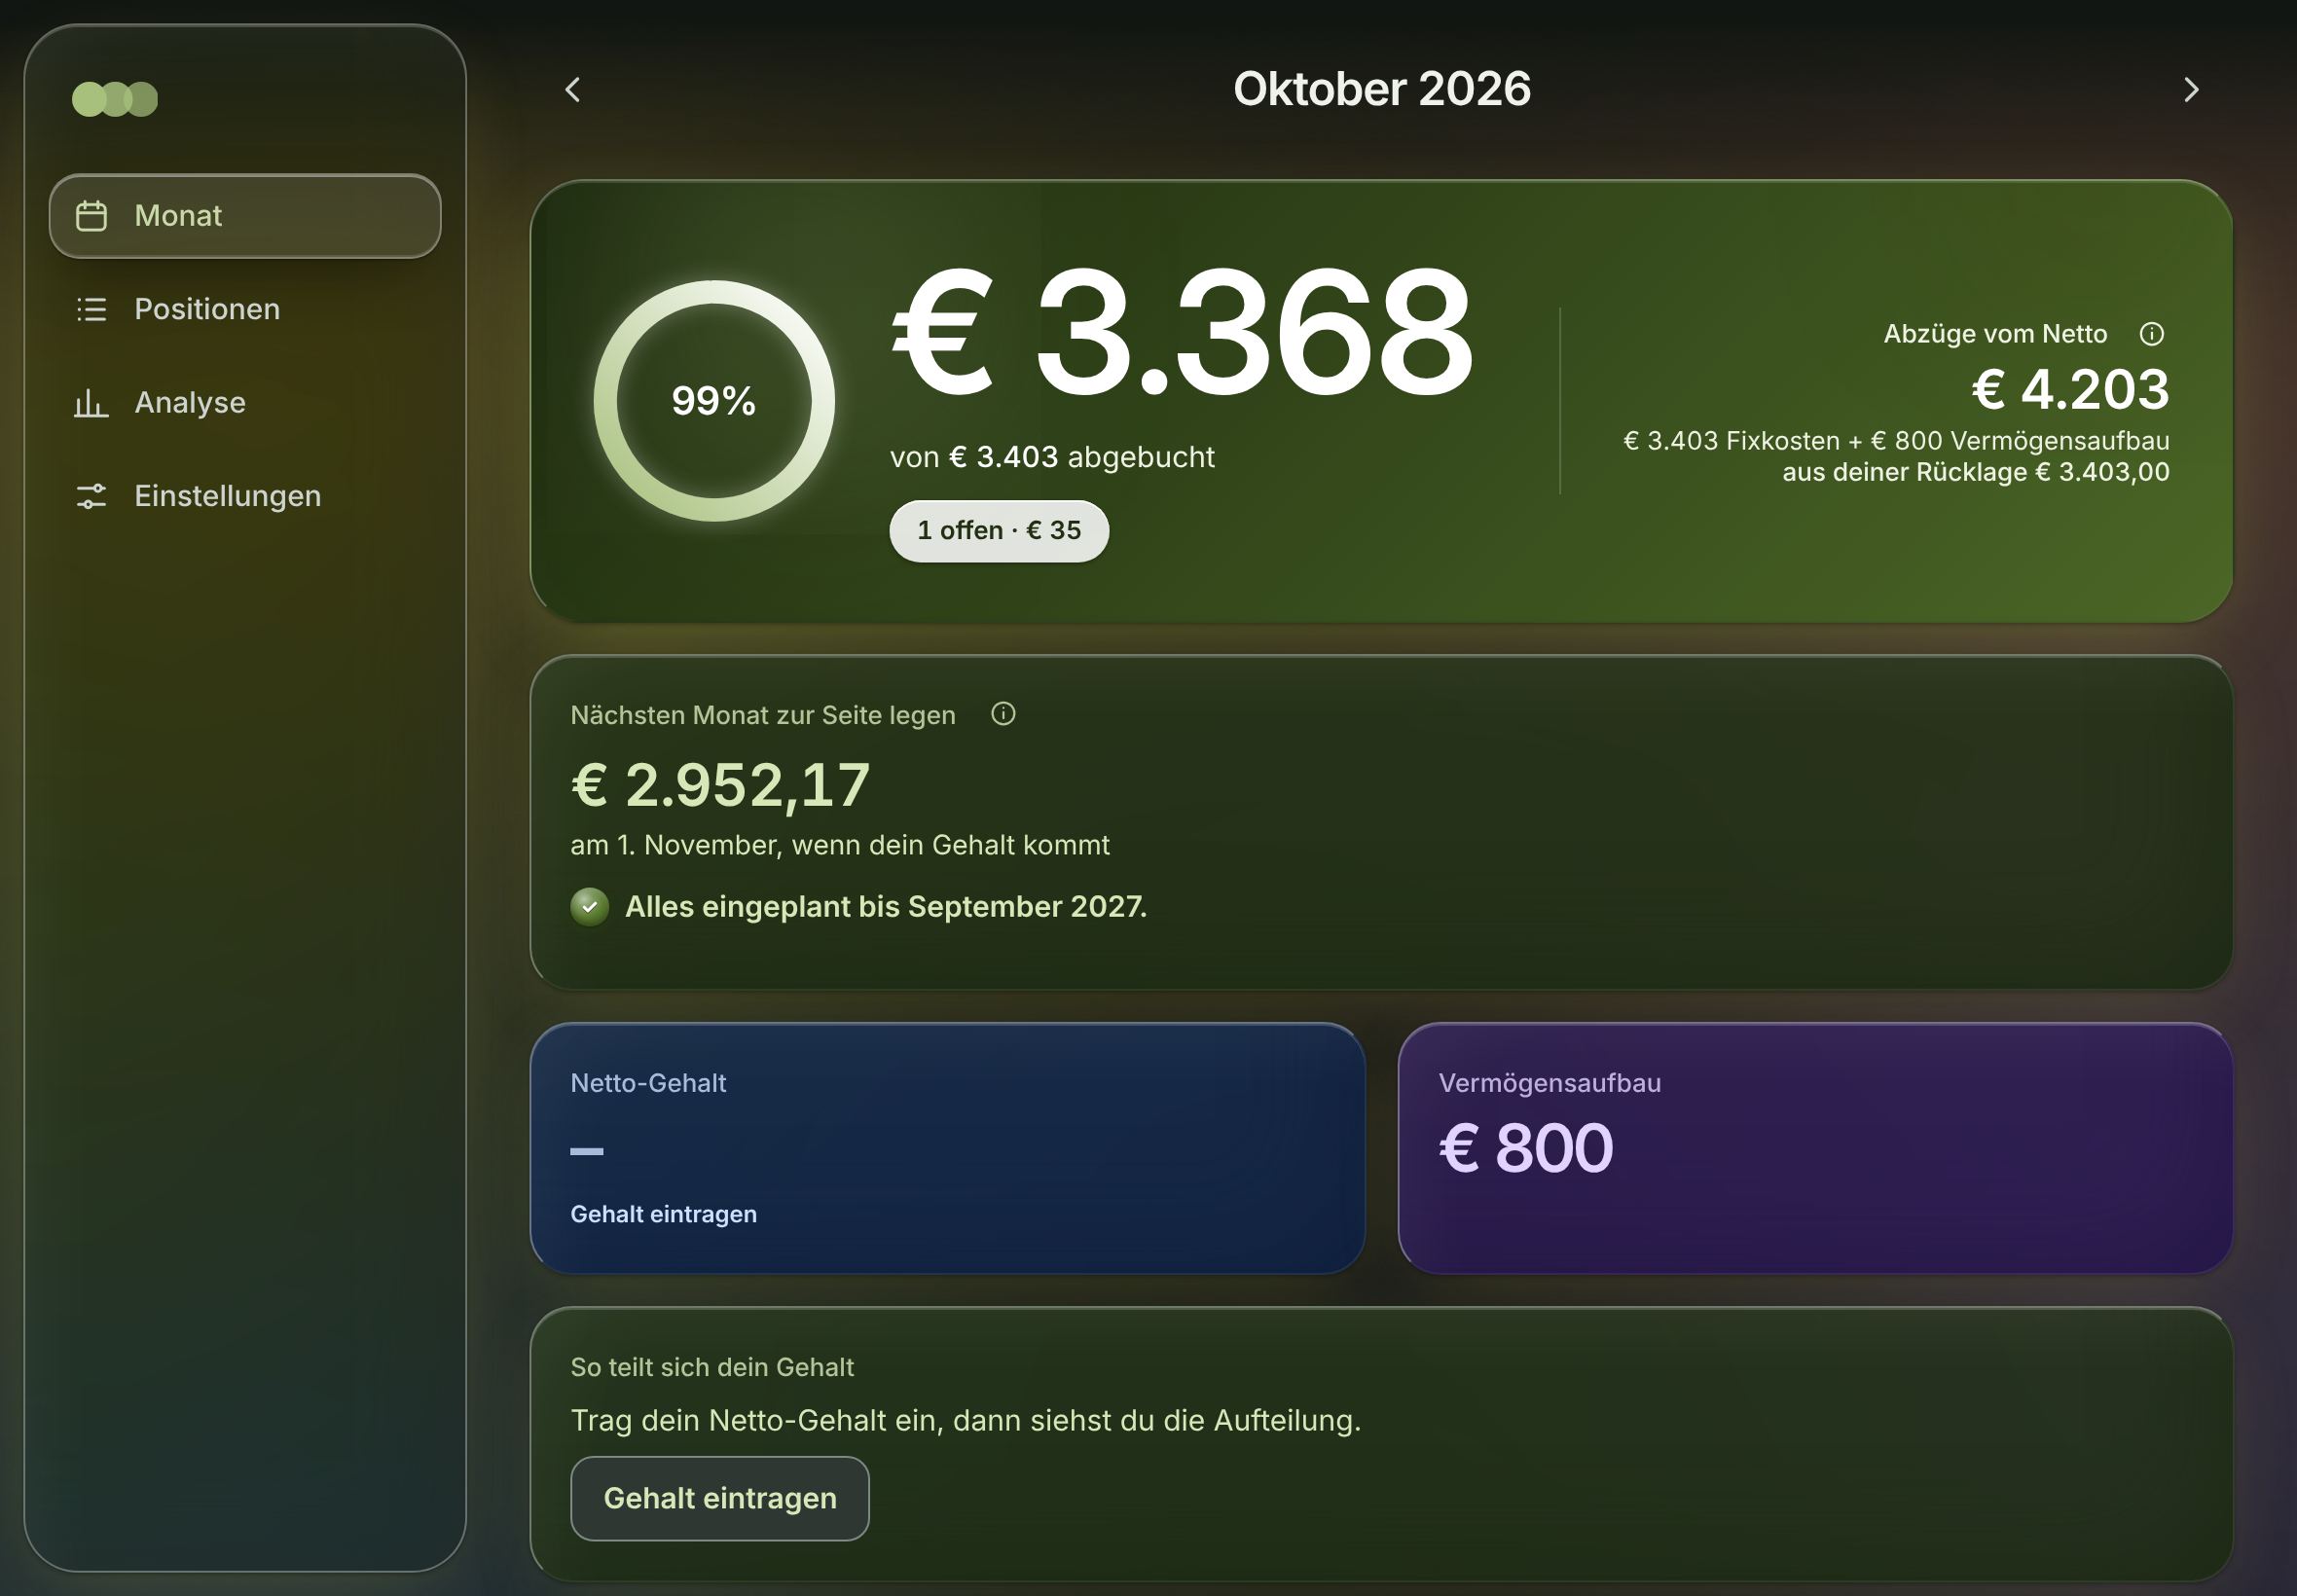 Oktober 2026
Monat
Positionen
Analyse
Einstellungen
99%
€ 3.368
von € 3.403 abgebucht
1 offen · € 35
Abzüge vom Netto
€ 4.203
€ 3.403 Fixkosten + € 800 Vermögensaufbau
aus deiner Rücklage € 3.403,00
Nächsten Monat zur Seite legen
€ 2.952,17
am 1. November, wenn dein Gehalt kommt
Alles eingeplant bis September 2027.
Netto-Gehalt
–
Gehalt eintragen
Vermögensaufbau
€ 800
So teilt sich dein Gehalt
Trag dein Netto-Gehalt ein, dann siehst du die Aufteilung.
Gehalt eintragen